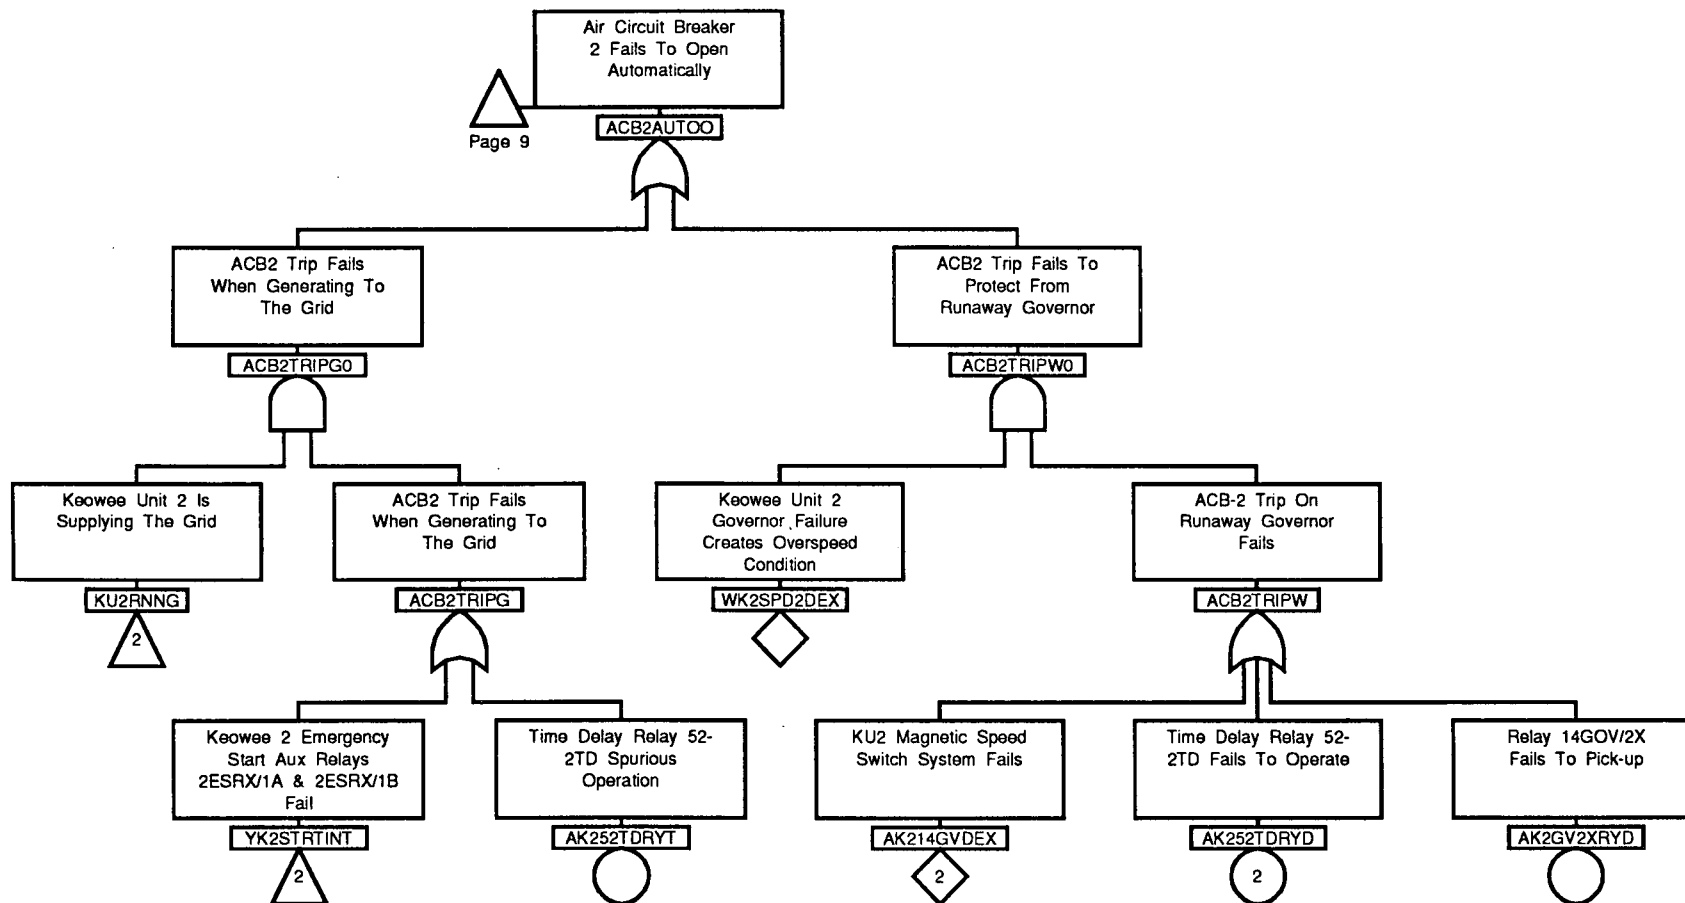 Air Circuit Breaker
2 Fails To Open
Automatically
Page 9
ACB2AUTOO
ACB2 Trip Fails
When Generating To
The Grid
ACB2TRIPG0
ACB2 Trip Fails To
Protect From
Runaway Governor
ACB2TRIPW0
Keowee Unit 2 Is
Supplying The Grid
KU2RNNG
2
ACB2 Trip Fails
When Generating To
The Grid
ACB2TRIPG
Keowee Unit 2
Governor Failure
Creates Overspeed
Condition
WK2SPD2DEX
ACB-2 Trip On
Runaway Governor
Fails
ACB2TRIPW
Keowee 2 Emergency
Start Aux Relays
2ESRX/1A & 2ESRX/1B
Fail
YK2STRTINT
2
Time Delay Relay 52-
2TD Spurious
Operation
AK252TDRYT
KU2 Magnetic Speed
Switch System Fails
AK214GVDEX
2
Time Delay Relay 52-
2TD Fails To Operate
AK252TDRYD
2
Relay 14GOV/2X
Fails To Pick-up
AK2GV2XRYD